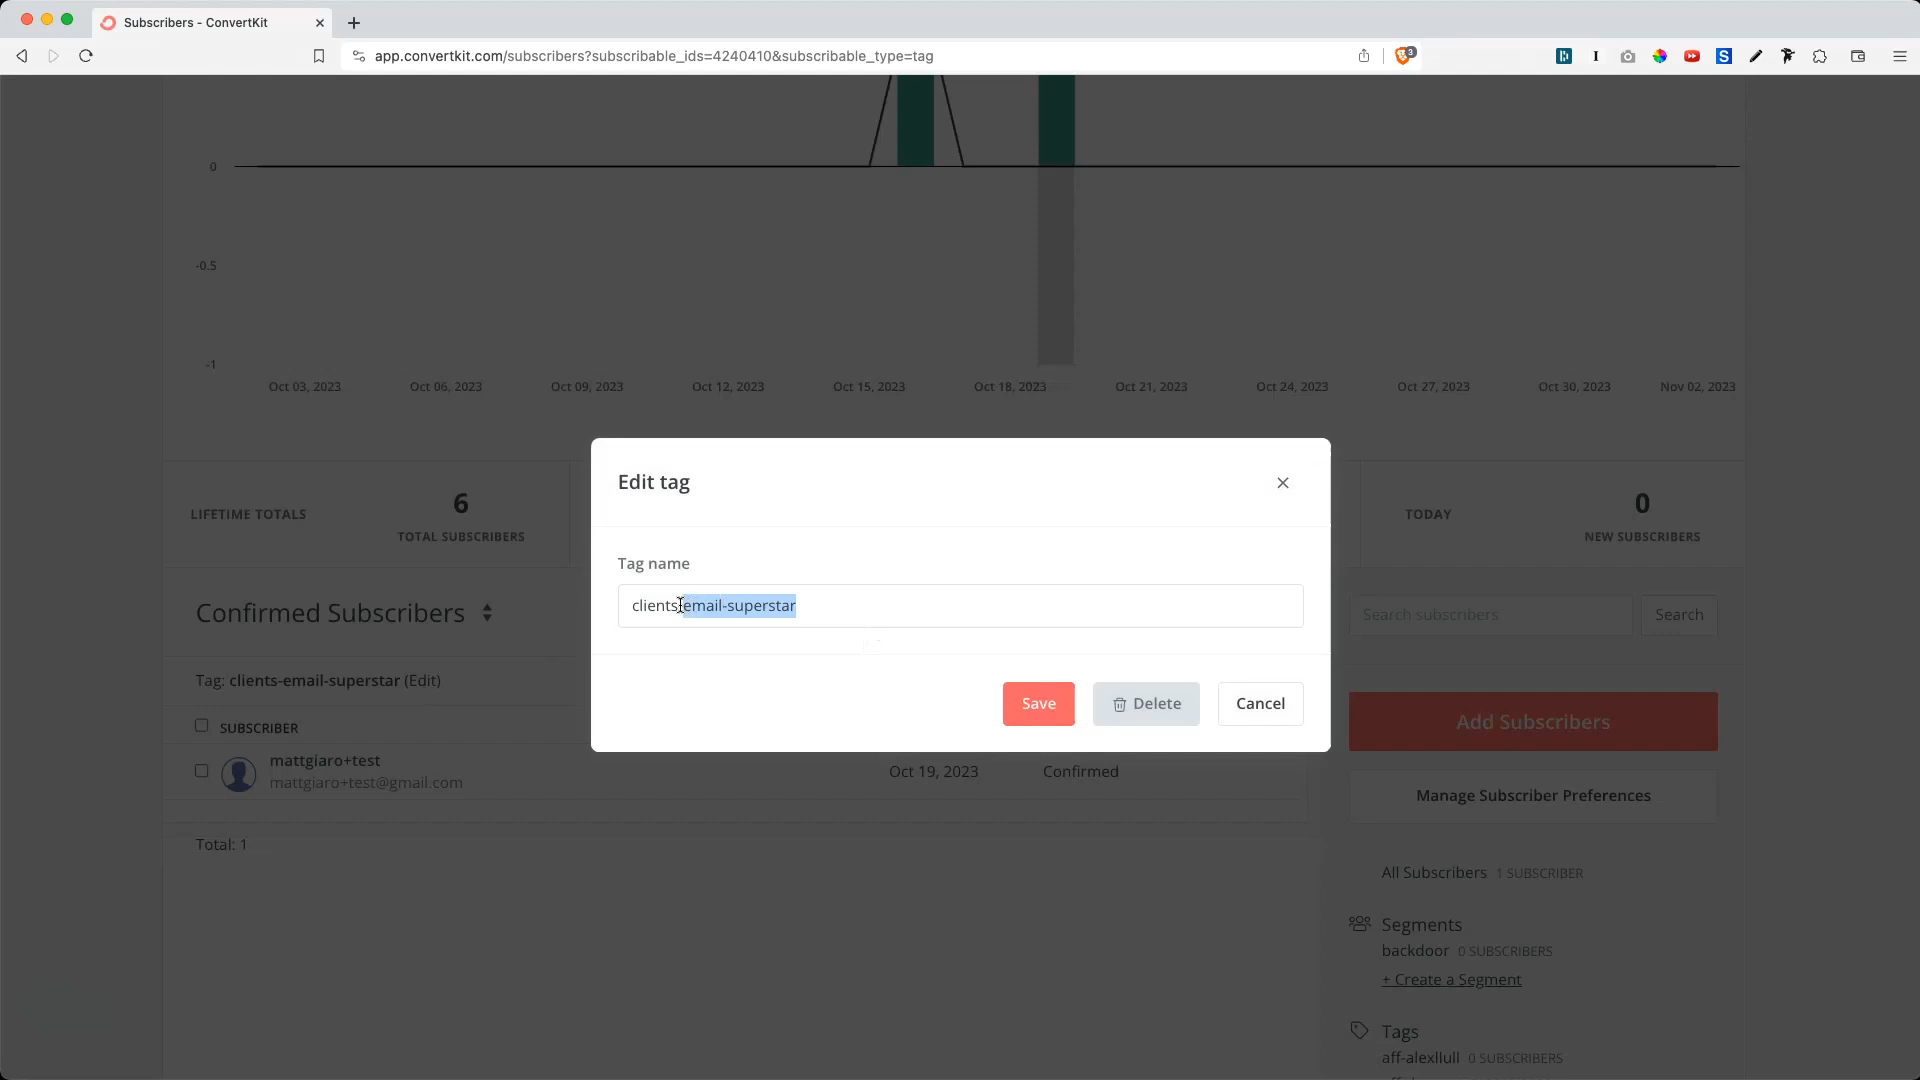 Subscribers - ConvertKit
app.convertkit.com/subscribers?subscribable_ids=4240410&subscribable_type=tag
3
0
-0.5
-1
Oct 03, 2023
Oct 06, 2023
Oct 09, 2023
Oct 12, 2023
Oct 15, 2023
Oct 18, 2023
Oct 21, 2023
Oct 24, 2023
Oct 27, 2023
Oct 30, 2023
Nov 02, 2023
Edit tag
Tag name
clients-email-superstar
Save
Delete
Cancel
LIFETIME TOTALS
6
TOTAL SUBSCRIBERS
TODAY
0
NEW SUBSCRIBERS
Confirmed Subscribers
Search subscribers
Search
Tag: clients-email-superstar (Edit)
SUBSCRIBER
Add Subscribers
mattgiaro+test
mattgiaro+test@gmail.com
Oct 19, 2023
Confirmed
Manage Subscriber Preferences
Total: 1
All Subscribers 1 SUBSCRIBER
Segments
backdoor 0 SUBSCRIBERS
+ Create a Segment
Tags
aff-alexllull 0 SUBSCRIBERS